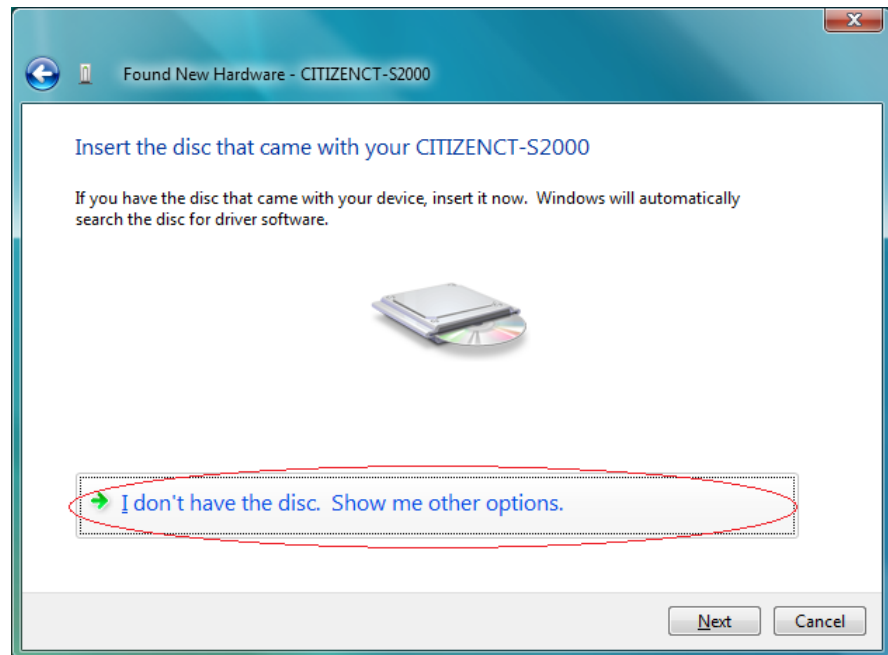 Found New Hardware - CITIZENCT-S2000
Insert the disc that came with your CITIZENCT-S2000
If you have the disc that came with your device, insert it now.  Windows will automatically
search the disc for driver software.
I don't have the disc.  Show me other options.
Next Cancel